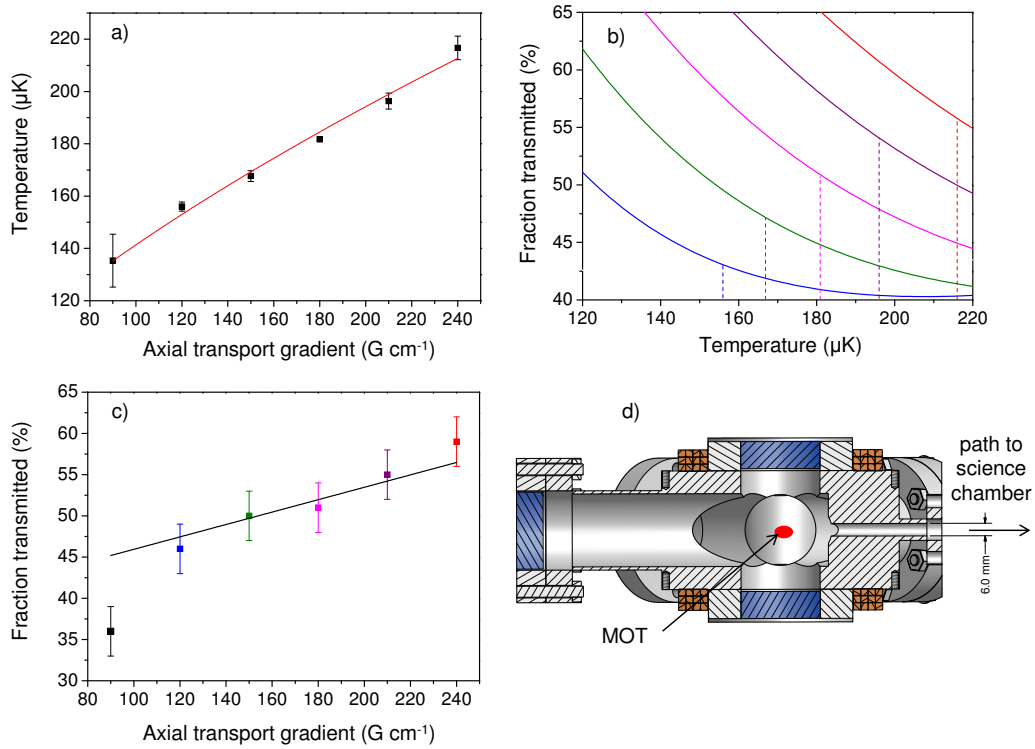 a)
Temperature (µK)
220
200
180
160
140
120
80 100 120 140 160 180 200 220 240
Axial transport gradient (G cm⁻¹)
b)
Fraction transmitted (%)
65
60
55
50
45
40
120 140 160 180 200 220
Temperature (µK)
c)
Fraction transmitted (%)
65
60
55
50
45
40
35
30
80 100 120 140 160 180 200 220 240
Axial transport gradient (G cm⁻¹)
d)
path to
science
chamber
6.0 mm
MOT